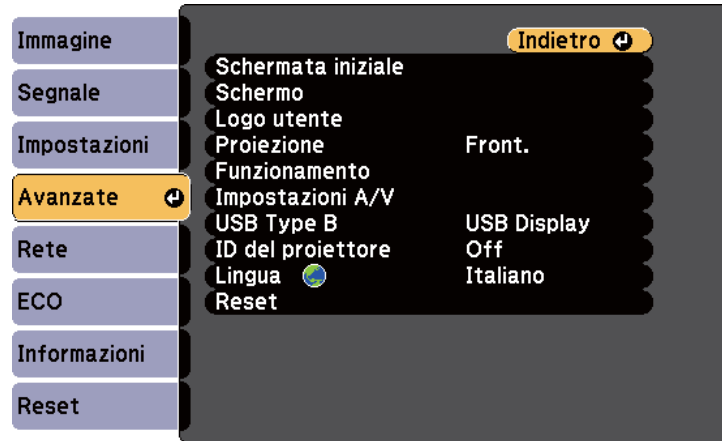 Immagine
Segnale
Impostazioni
Avanzate
Rete
ECO
Informazioni
Reset
Indietro
Schermata iniziale
Schermo
Logo utente
Proiezione Front.
Funzionamento
Impostazioni A/V
USB Type B USB Display
ID del proiettore Off
Lingua Italiano
Reset